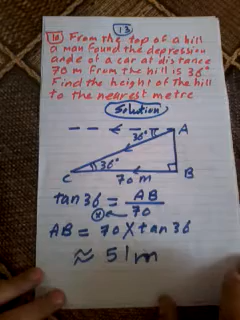 13
10 From the top of a hill
a man found the depression
angle of a car at distance
70 m from the hill is 36°
Find the height of the hill
to the nearest metre
Solution
36° A
36°
C 70 m B
tan 36 = AB / 70
AB = 70 X tan 36
≈ 51 m